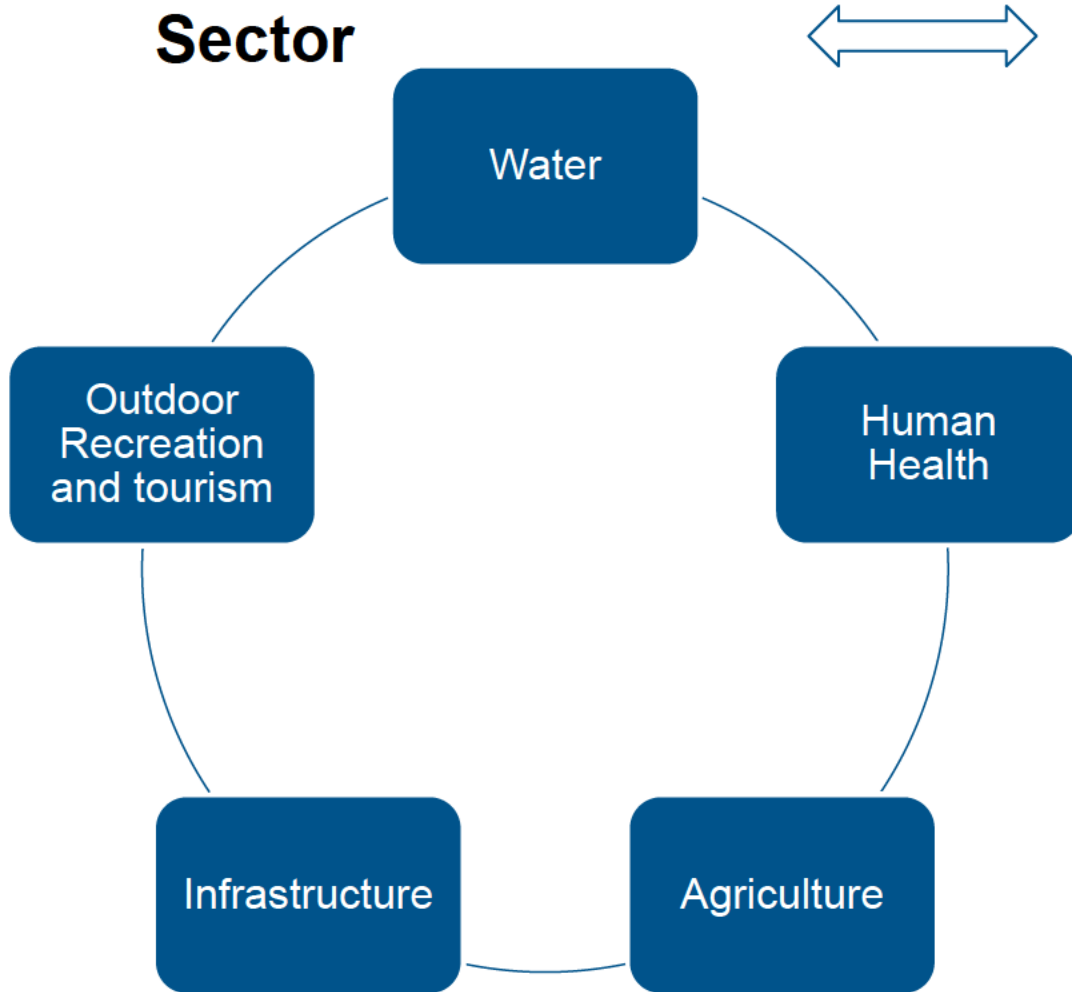 Sector
Water
Human
Health
Agriculture
Infrastructure
Outdoor
Recreation
and tourism